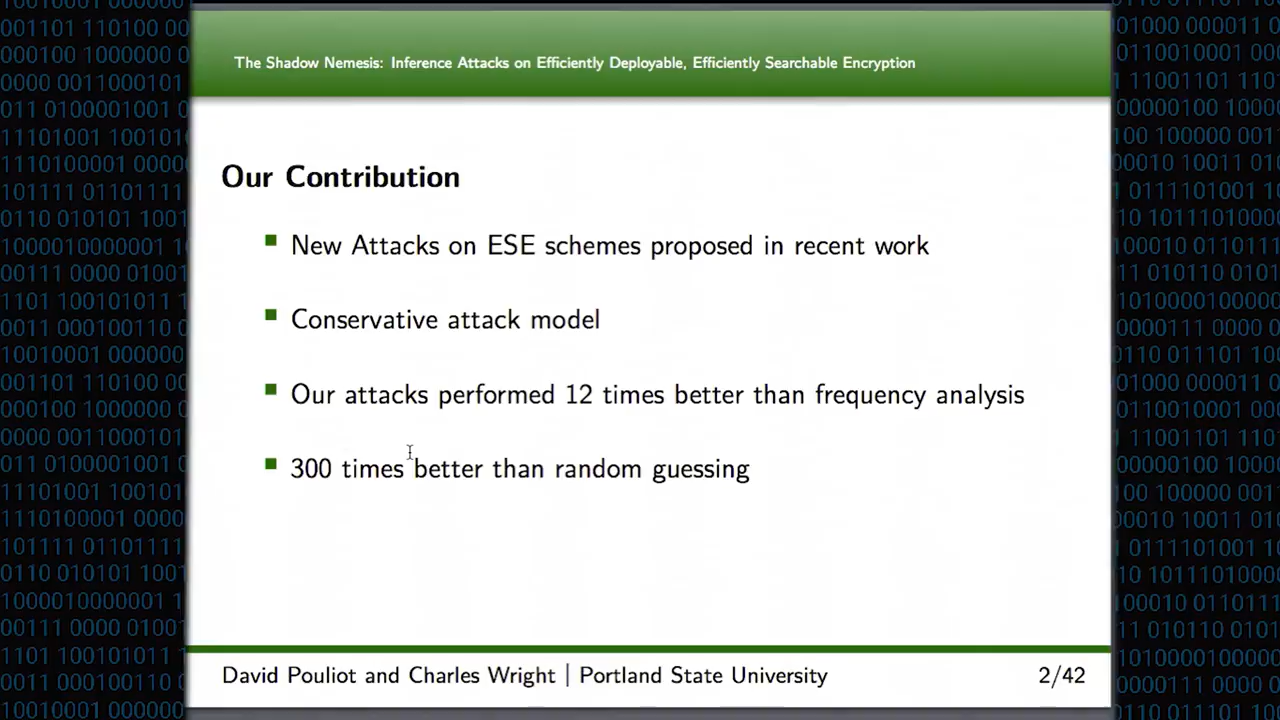 The Shadow Nemesis: Inference Attacks on Efficiently Deployable, Efficiently Searchable Encryption
Our Contribution
New Attacks on ESE schemes proposed in recent work
Conservative attack model
Our attacks performed 12 times better than frequency analysis
300 times better than random guessing
David Pouliot and Charles Wright | Portland State University
2/42